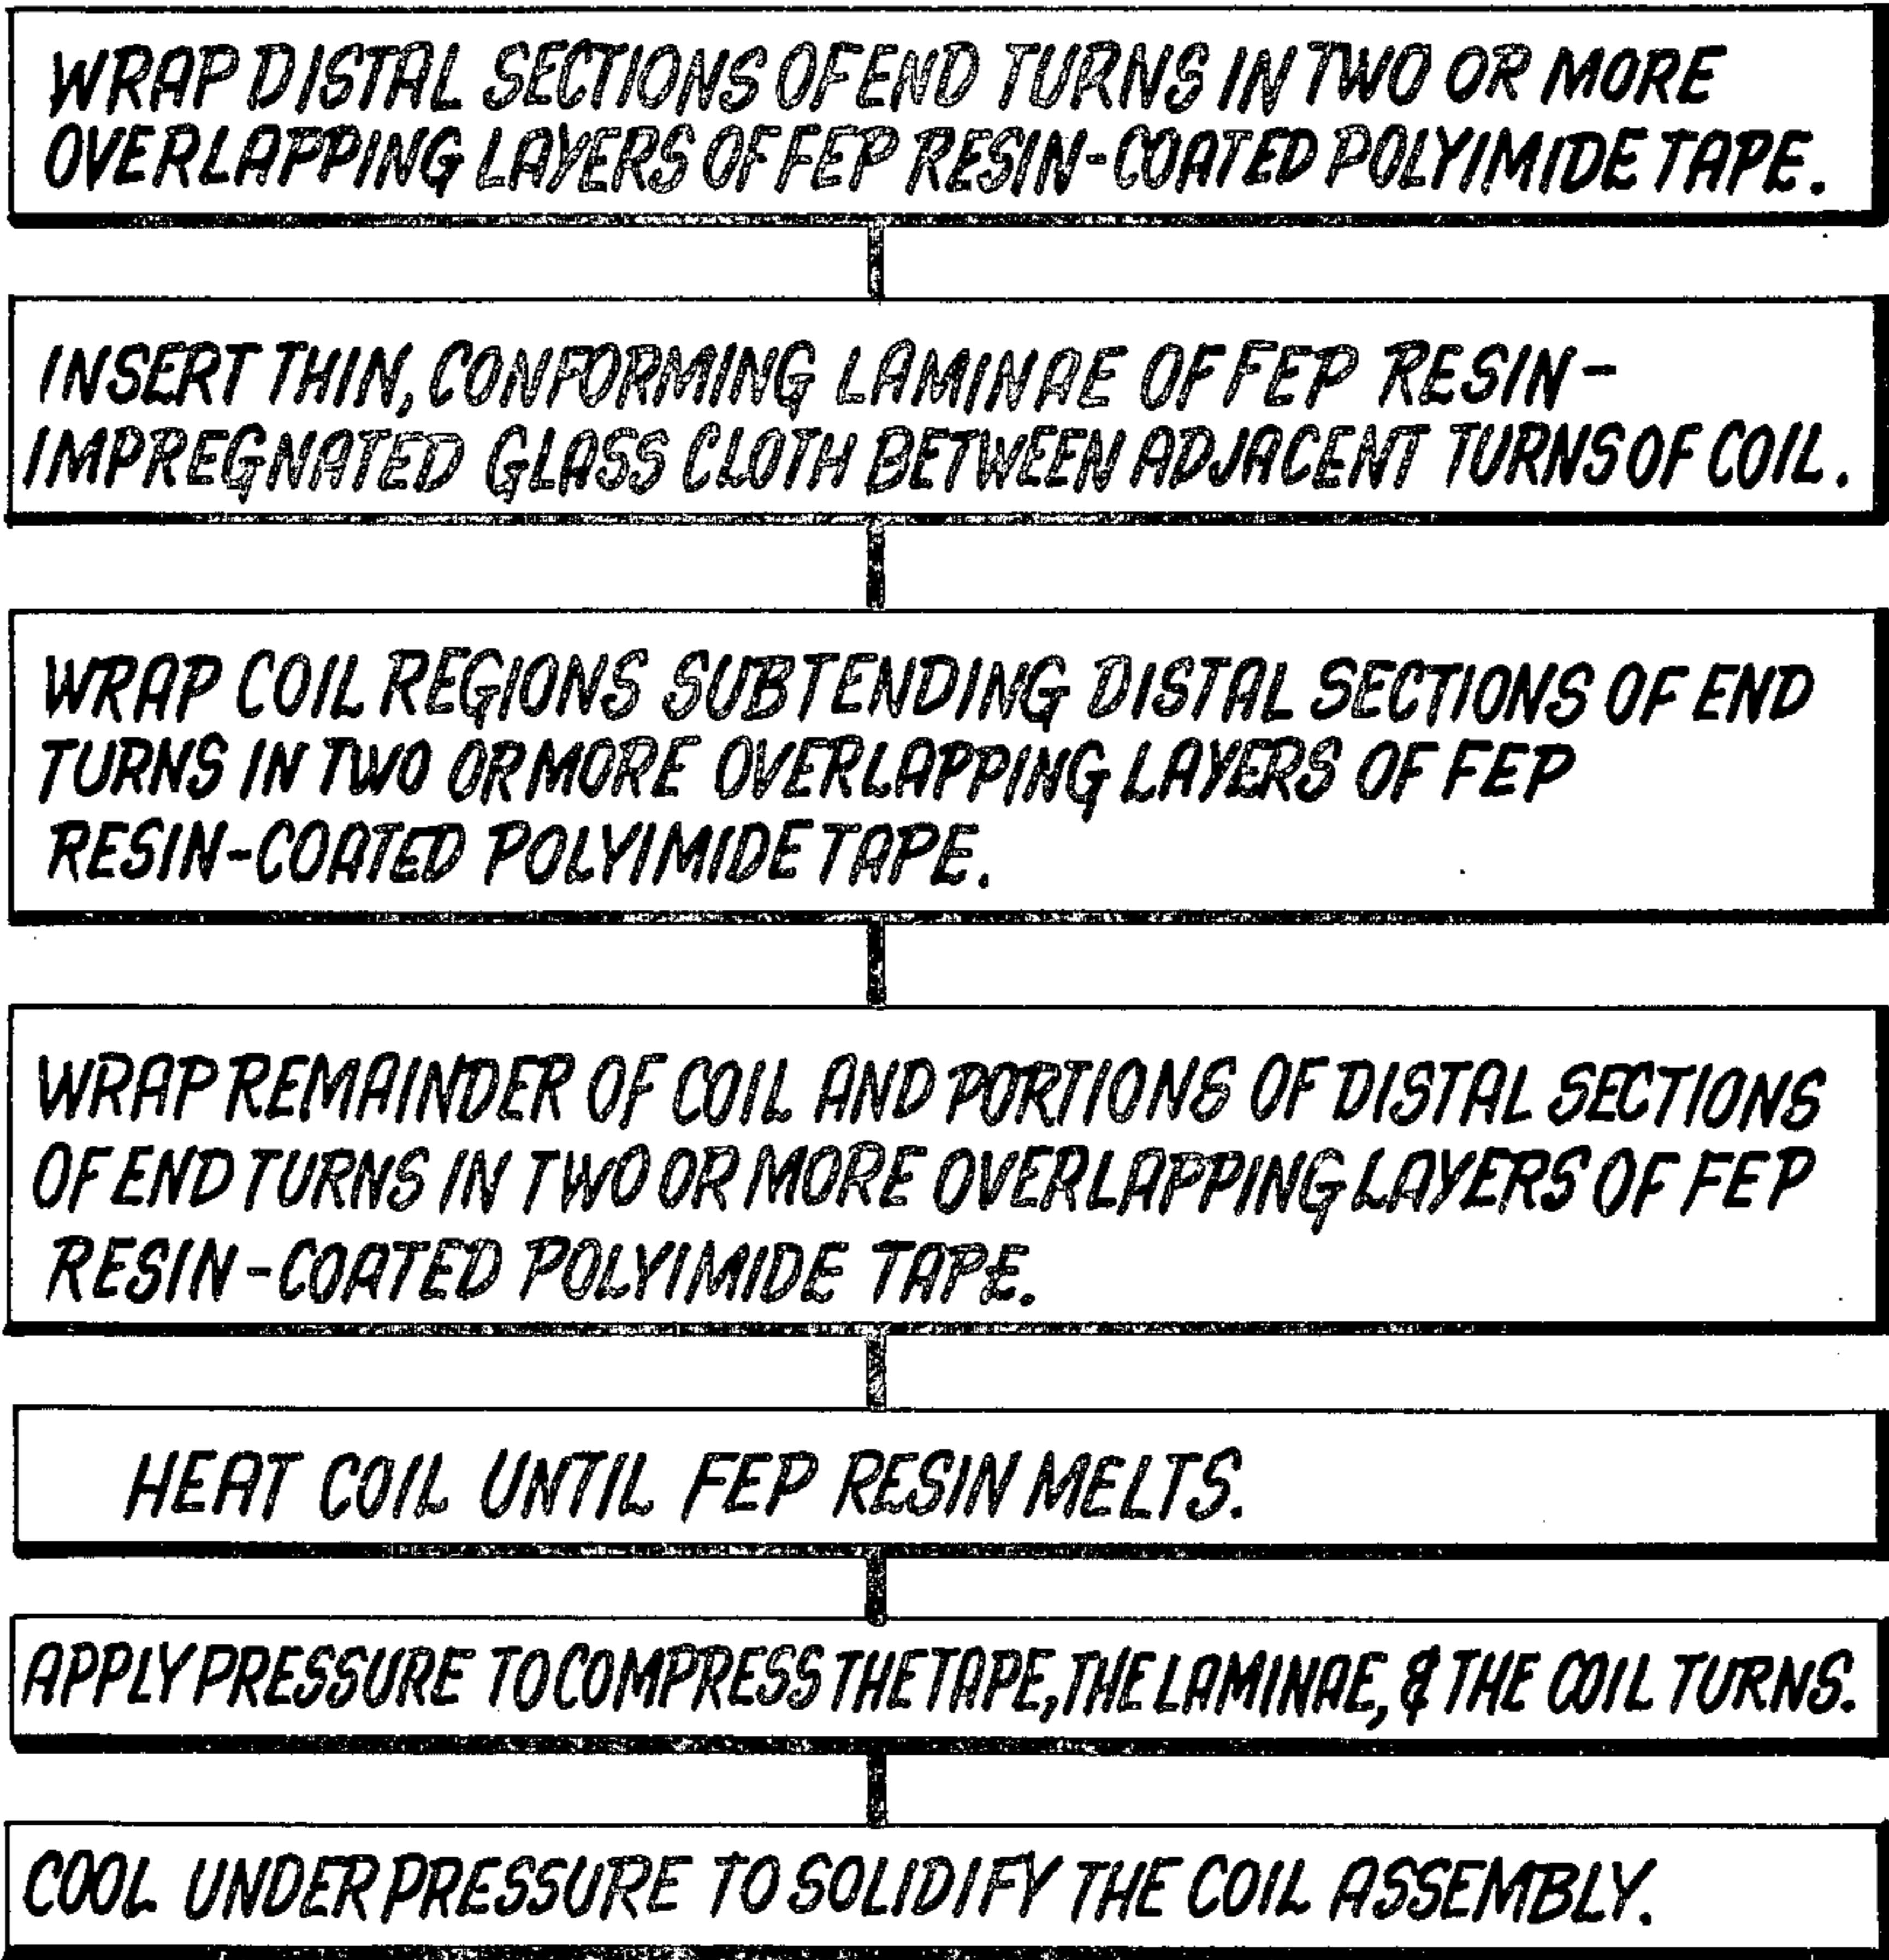 WRAP DISTAL SECTIONS OF END TURNS IN TWO OR MORE
OVERLAPPING LAYERS OF FEP RESIN-COATED POLYIMIDE TAPE.
INSERT THIN, CONFORMING LAMINAE OF FEP RESIN-
IMPREGNATED GLASS CLOTH BETWEEN ADJACENT TURNS OF COIL.
WRAP COIL REGIONS SUBTENDING DISTAL SECTIONS OF END
TURNS IN TWO OR MORE OVERLAPPING LAYERS OF FEP
RESIN-COATED POLYIMIDE TAPE.
WRAP REMAINDER OF COIL AND PORTIONS OF DISTAL SECTIONS
OF END TURNS IN TWO OR MORE OVERLAPPING LAYERS OF FEP
RESIN-COATED POLYIMIDE TAPE.
HEAT COIL UNTIL FEP RESIN MELTS.
APPLY PRESSURE TO COMPRESS THE TAPE, THE LAMINAE, & THE COIL TURNS.
COOL UNDER PRESSURE TO SOLIDIFY THE COIL ASSEMBLY.